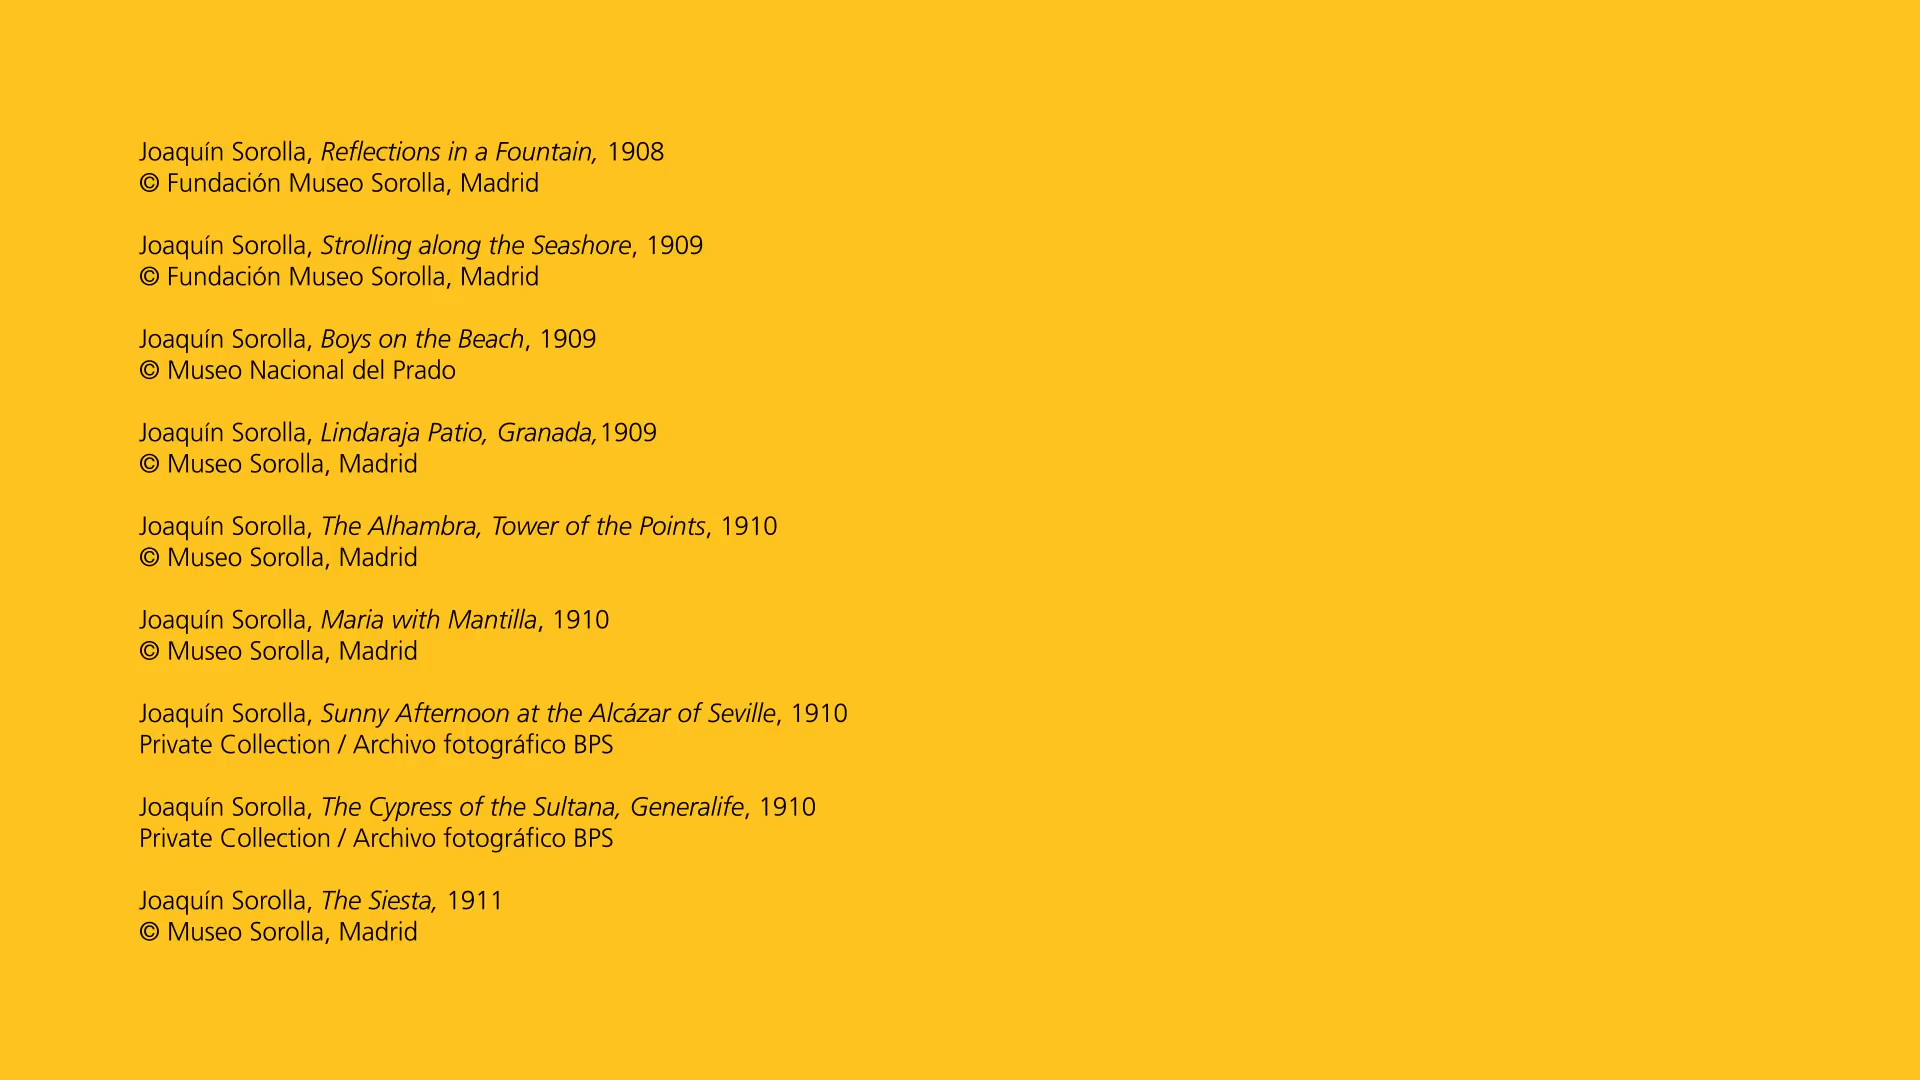 Joaquín Sorolla, Reflections in a Fountain, 1908
© Fundación Museo Sorolla, Madrid
Joaquín Sorolla, Strolling along the Seashore, 1909
© Fundación Museo Sorolla, Madrid
Joaquín Sorolla, Boys on the Beach, 1909
© Museo Nacional del Prado
Joaquín Sorolla, Lindaraja Patio, Granada,1909
© Museo Sorolla, Madrid
Joaquín Sorolla, The Alhambra, Tower of the Points, 1910
© Museo Sorolla, Madrid
Joaquín Sorolla, Maria with Mantilla, 1910
© Museo Sorolla, Madrid
Joaquín Sorolla, Sunny Afternoon at the Alcázar of Seville, 1910
Private Collection / Archivo fotográfico BPS
Joaquín Sorolla, The Cypress of the Sultana, Generalife, 1910
Private Collection / Archivo fotográfico BPS
Joaquín Sorolla, The Siesta, 1911
© Museo Sorolla, Madrid